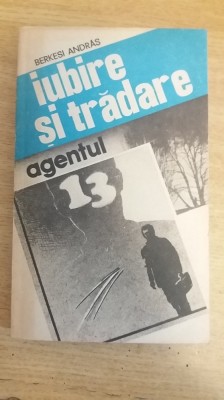 BERKESI ANDRÁS
iubire
și trădare
agentul
13